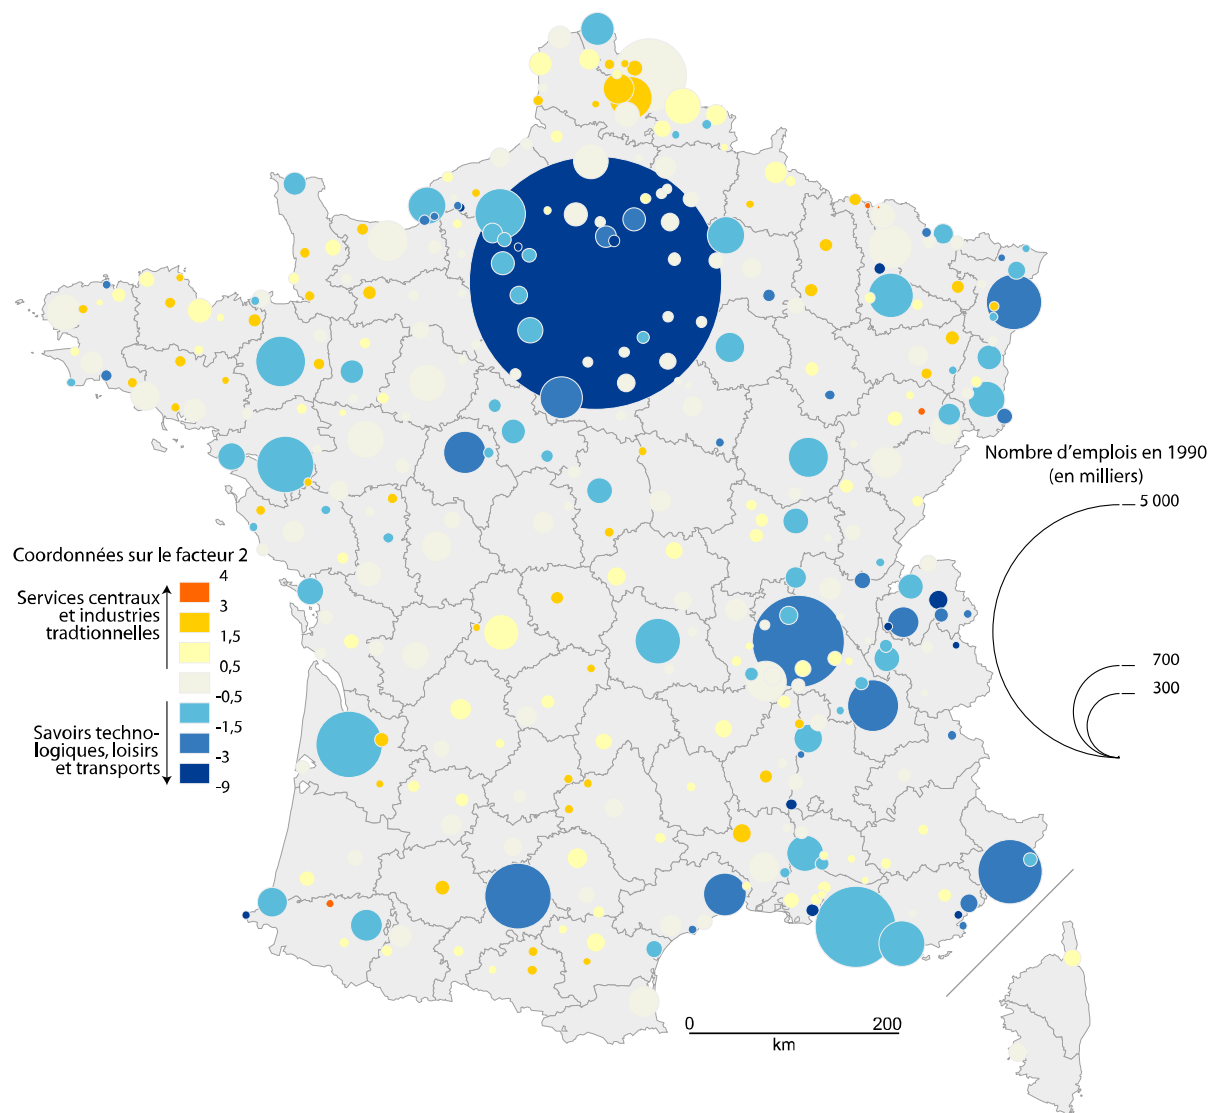 Nombre d’emplois en 1990
(en milliers)
5 000
700
300
Coordonnées sur le facteur 2
4
Services centraux
et industries
tradtionnelles
3
1,5
0,5
-0,5
-1,5
Savoirs techno-
logiques, loisirs
et transports
-3
-9
0
200
km